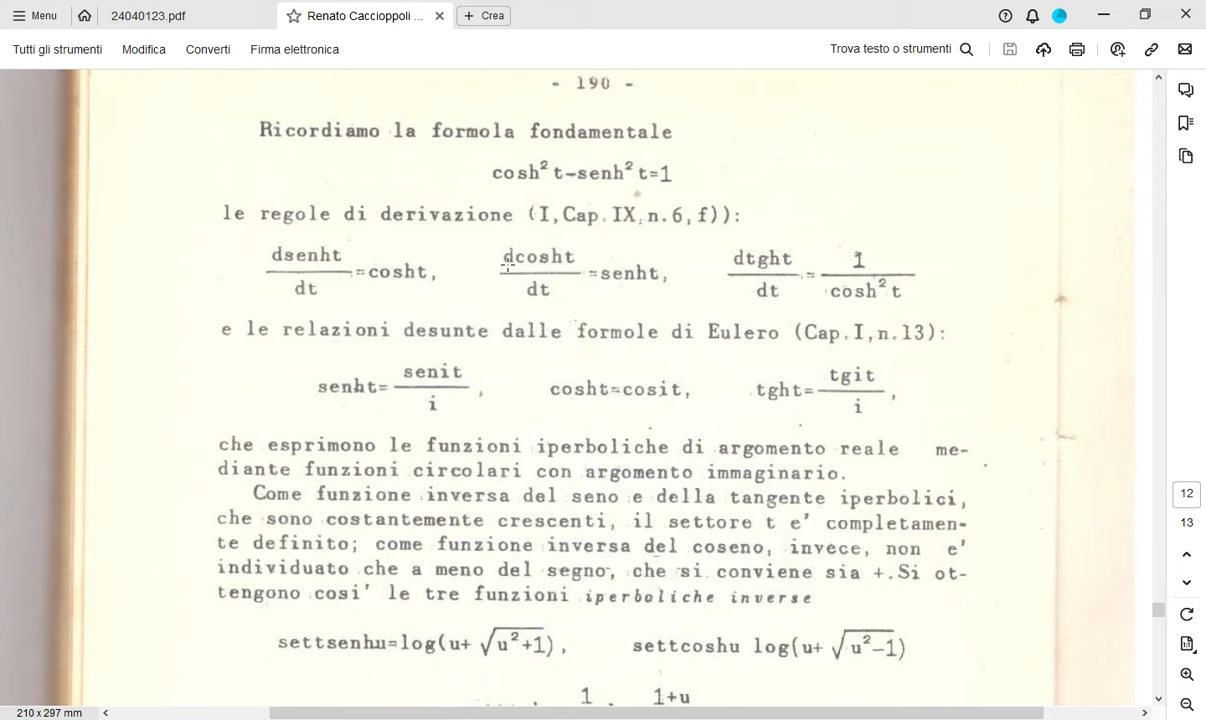 Menu
24040123.pdf
Renato Caccioppoli ...
+ Crea
Tutti gli strumenti Modifica Converti Firma elettronica
Trova testo o strumenti
- 190 -
Ricordiamo la formola fondamentale
cosh² t-senh² t=1
le regole di derivazione (I,Cap.IX,n.6,f)):
dsenht/dt =cosht, dcosht/dt =senht, dtght/dt = 1/cosh² t
e le relazioni desunte dalle formole di Eulero (Cap.I,n.13):
senht= senit/i , cosht=cosit, tght= tgit/i ,
che esprimono le funzioni iperboliche di argomento reale me-
diante funzioni circolari con argomento immaginario.
Come funzione inversa del seno e della tangente iperbolici,
che sono costantemente crescenti, il settore t e' completamen-
te definito; come funzione inversa del coseno, invece, non e'
individuato che a meno del segno, che si conviene sia +.Si ot-
tengono cosi' le tre funzioni iperboliche inverse
settsenhu=log(u+ √u²+1), settcoshu log(u+ √u²-1)
1 1+u
12
13
210 x 297 mm